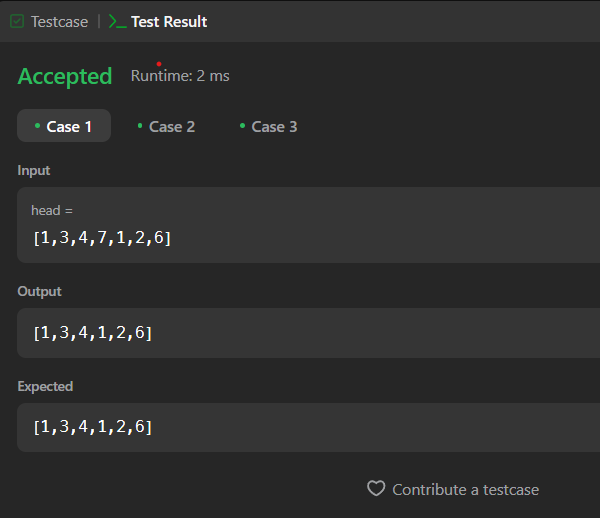 Testcase | Test Result
Accepted Runtime: 2 ms
Case 1 Case 2 Case 3
Input
head =
[1,3,4,7,1,2,6]
Output
[1,3,4,1,2,6]
Expected
[1,3,4,1,2,6]
Contribute a testcase